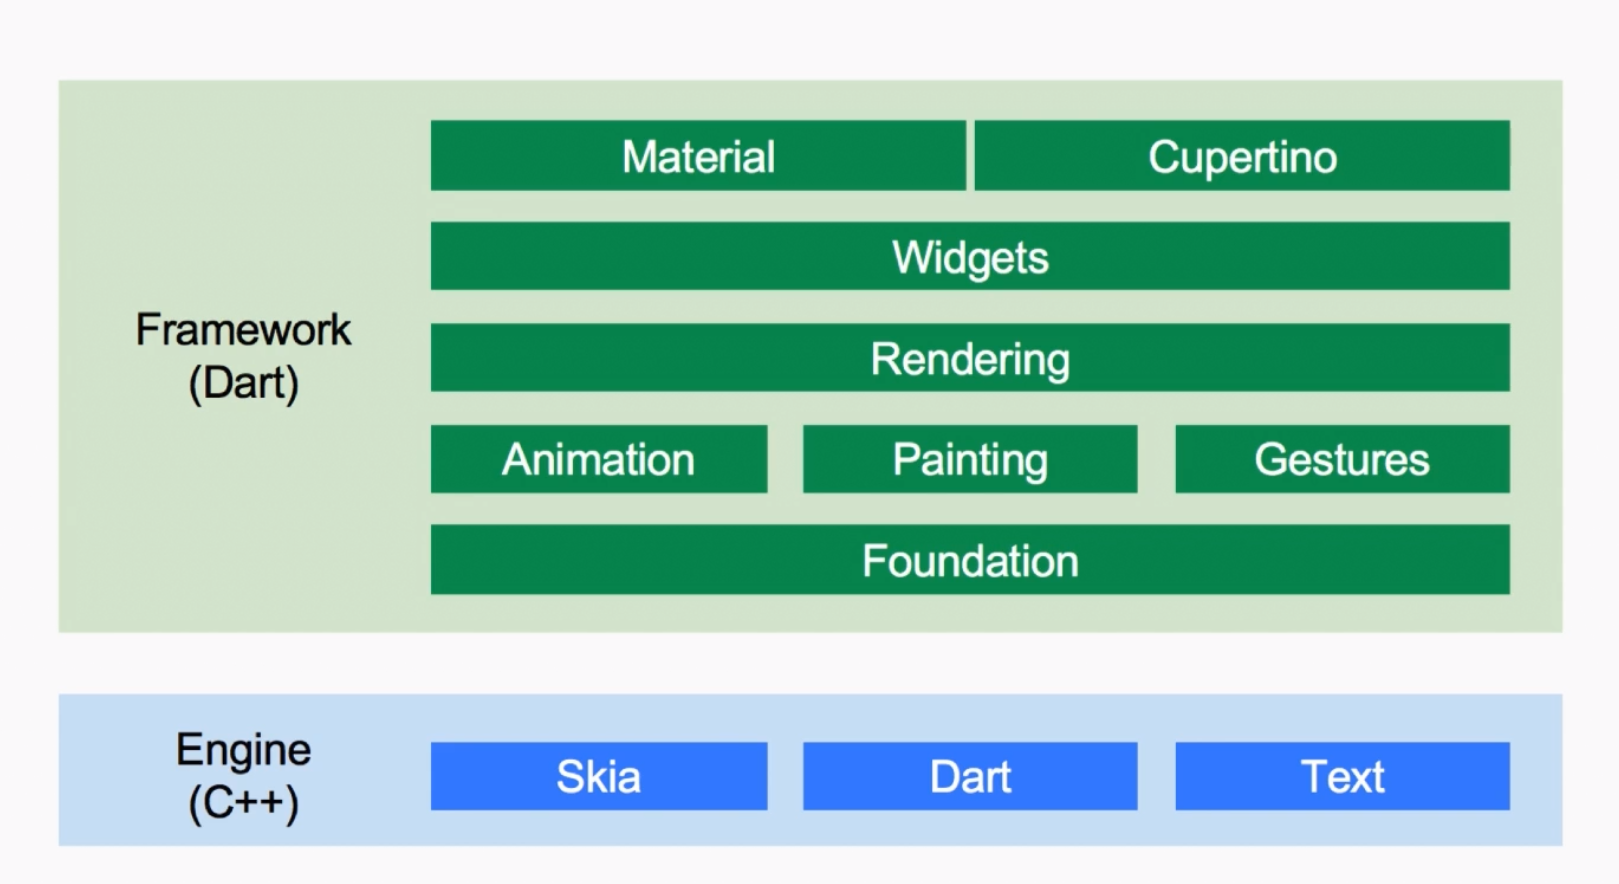 Material
Cupertino
Widgets
Framework
(Dart)
Rendering
Animation
Painting
Gestures
Foundation
Engine
(C++)
Skia
Dart
Text